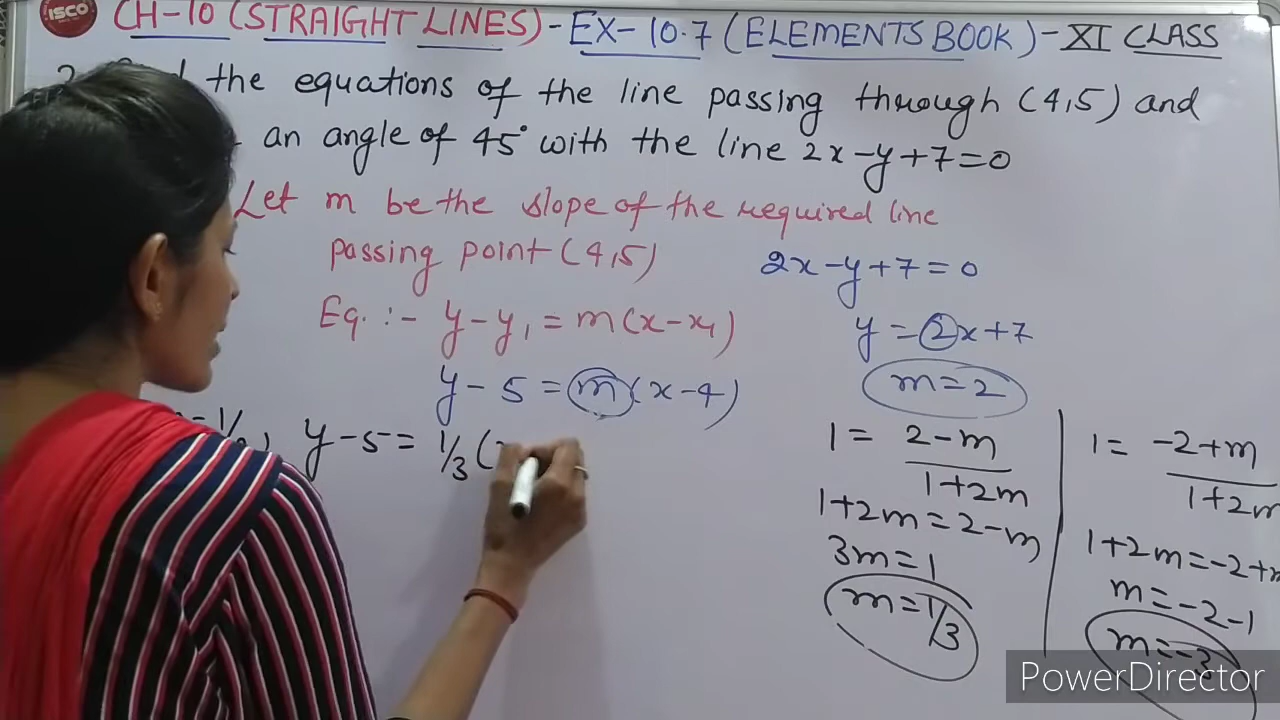 ISCO
CH-10 (STRAIGHT LINES)-EX-10.7 (ELEMENTS BOOK)-XI CLASS
the equations of the line passing through (4,5) and
an angle of 45° with the line 2x-y+7=0
Let m be the slope of the required line
passing point (4,5)
Eq. :- y-y₁=m(x-x₁)
y-5=m(x-4)
y-5=1/3(
2x-y+7=0
y=2x+7
m=2
1=2-m/1+2m
1+2m=2-m
3m=1
m=1/3
1=-2+m/1+2m
1+2m=-2+m
m=-2-1
m=-3
PowerDirector